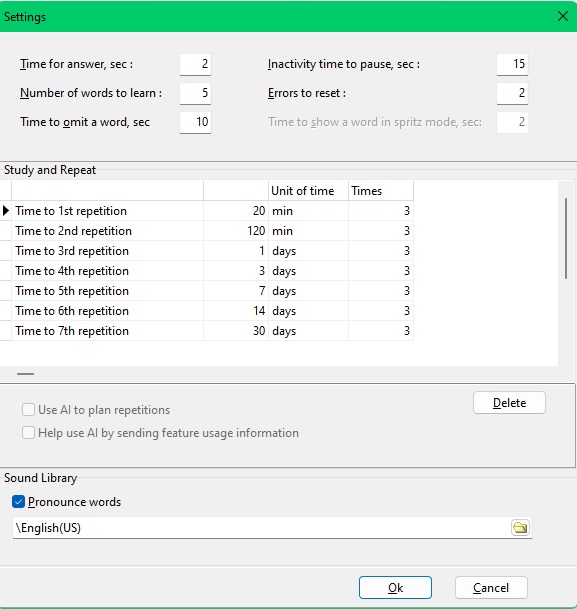 Settings
Time for answer, sec : 2 Inactivity time to pause, sec : 15
Number of words to learn : 5 Errors to reset : 2
Time to omit a word, sec 10 Time to show a word in spritz mode, sec: 2
Study and Repeat
Unit of time Times
Time to 1st repetition 20 min 3
Time to 2nd repetition 120 min 3
Time to 3rd repetition 1 days 3
Time to 4th repetition 3 days 3
Time to 5th repetition 7 days 3
Time to 6th repetition 14 days 3
Time to 7th repetition 30 days 3
Use AI to plan repetitions
Delete
Help use AI by sending feature usage information
Sound Library
Pronounce words
\English(US)
Ok Cancel